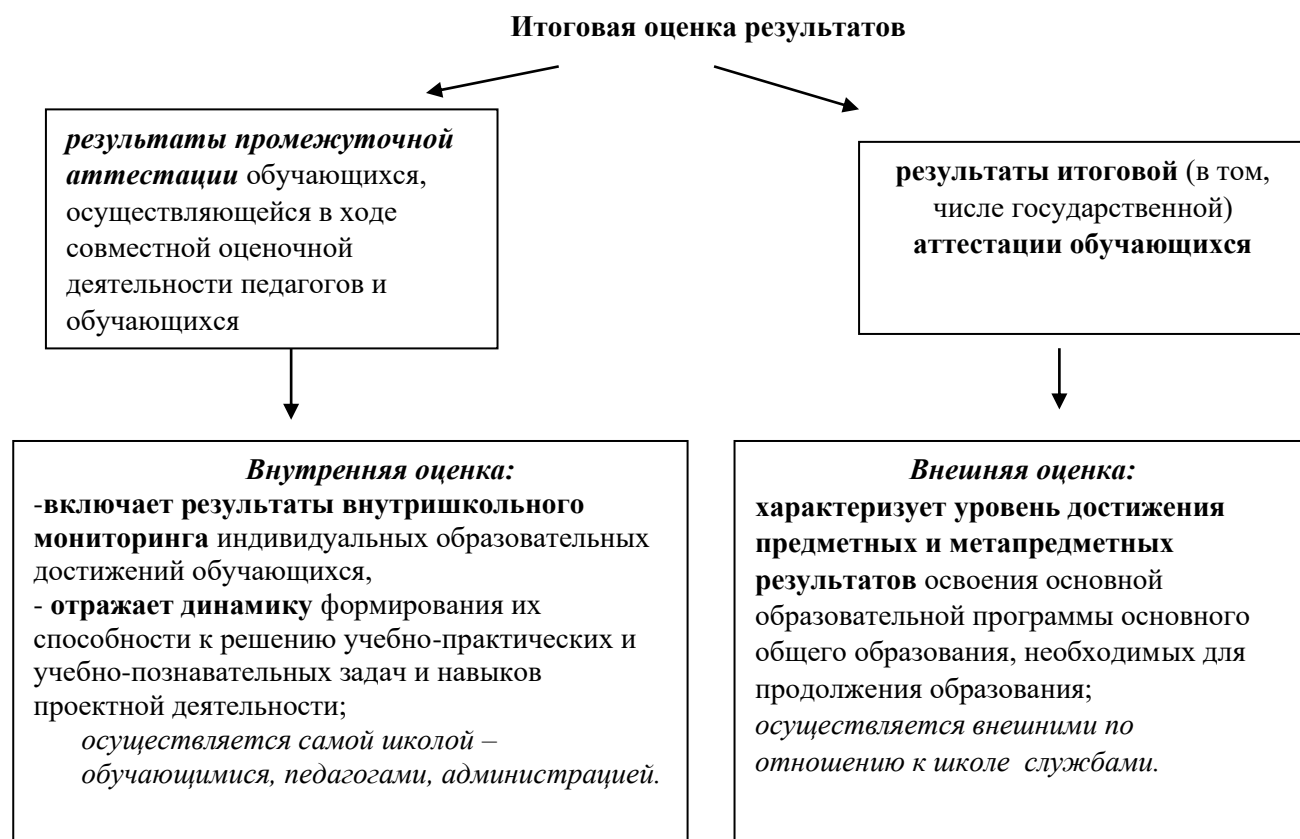 Итоговая оценка результатов
результаты промежуточной
аттестации обучающихся,
осуществляющейся в ходе
совместной оценочной
деятельности педагогов и
обучающихся
результаты итоговой (в том,
числе государственной)
аттестации обучающихся
Внутренняя оценка:
-включает результаты внутришкольного
мониторинга индивидуальных образовательных
достижений обучающихся,
- отражает динамику формирования их
способности к решению учебно-практических и
учебно-познавательных задач и навыков
проектной деятельности;
осуществляется самой школой –
обучающимися, педагогами, администрацией.
Внешняя оценка:
характеризует уровень достижения
предметных и метапредметных
результатов освоения основной
образовательной программы основного
общего образования, необходимых для
продолжения образования;
осуществляется внешними по
отношению к школе службами.